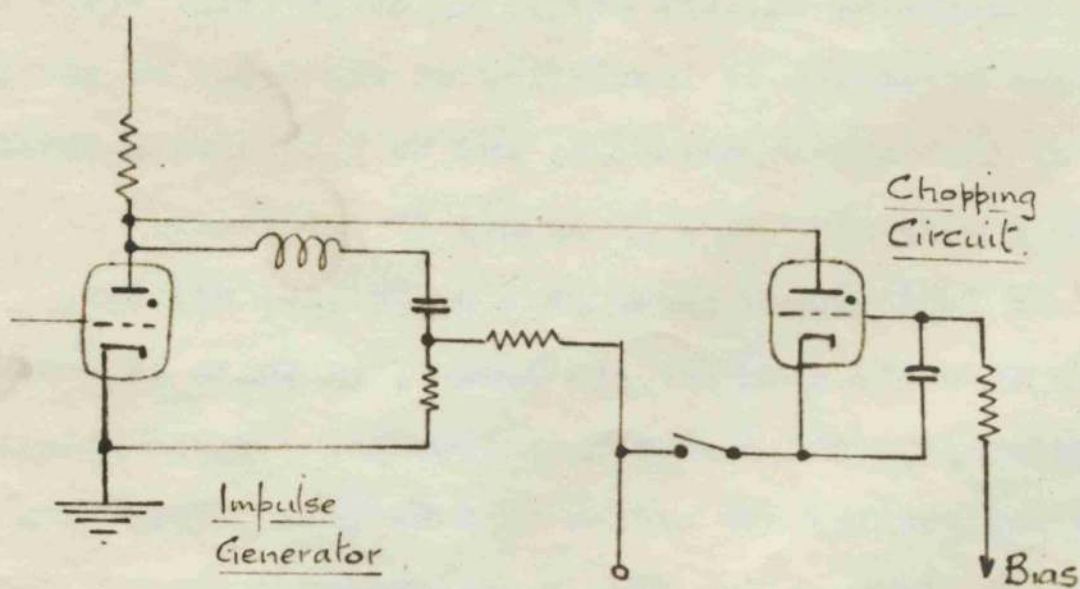 Chopping
Circuit.
Impulse
Generator
Bias